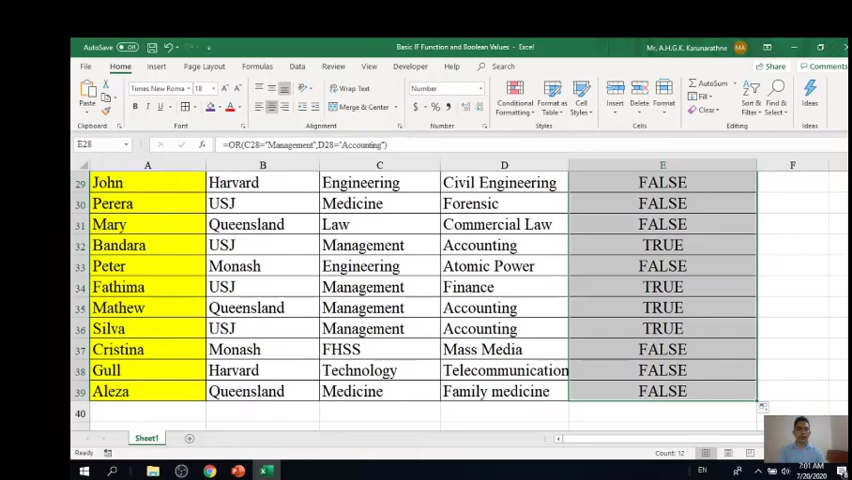 AutoSave Off Basic IF Function and Boolean Values - Excel Mr. A.H.G.K. Karunarathne MA
File Home Insert Page Layout Formulas Data Review View Developer Help Search Share Comments
Times New Roma 18 Wrap Text Number AutoSum
Paste Merge & Center Conditional Formatting Format as Table Cell Styles Insert Delete Format Fill Clear Sort & Filter Find & Select Ideas
Clipboard Font Alignment Number Styles Cells Editing Ideas
E28 =OR(C28="Management",D28="Accounting")
A B C D E F
29 John Harvard Engineering Civil Engineering FALSE
30 Perera USJ Medicine Forensic FALSE
31 Mary Queensland Law Commercial Law FALSE
32 Bandara USJ Management Accounting TRUE
33 Peter Monash Engineering Atomic Power FALSE
34 Fathima USJ Management Finance TRUE
35 Mathew Queensland Management Accounting TRUE
36 Silva USJ Management Accounting TRUE
37 Cristina Monash FHSS Mass Media FALSE
38 Gull Harvard Technology Telecommunication FALSE
39 Aleza Queensland Medicine Family medicine FALSE
40
Sheet1
Ready Count: 12
EN 7:01 AM
7/20/2020